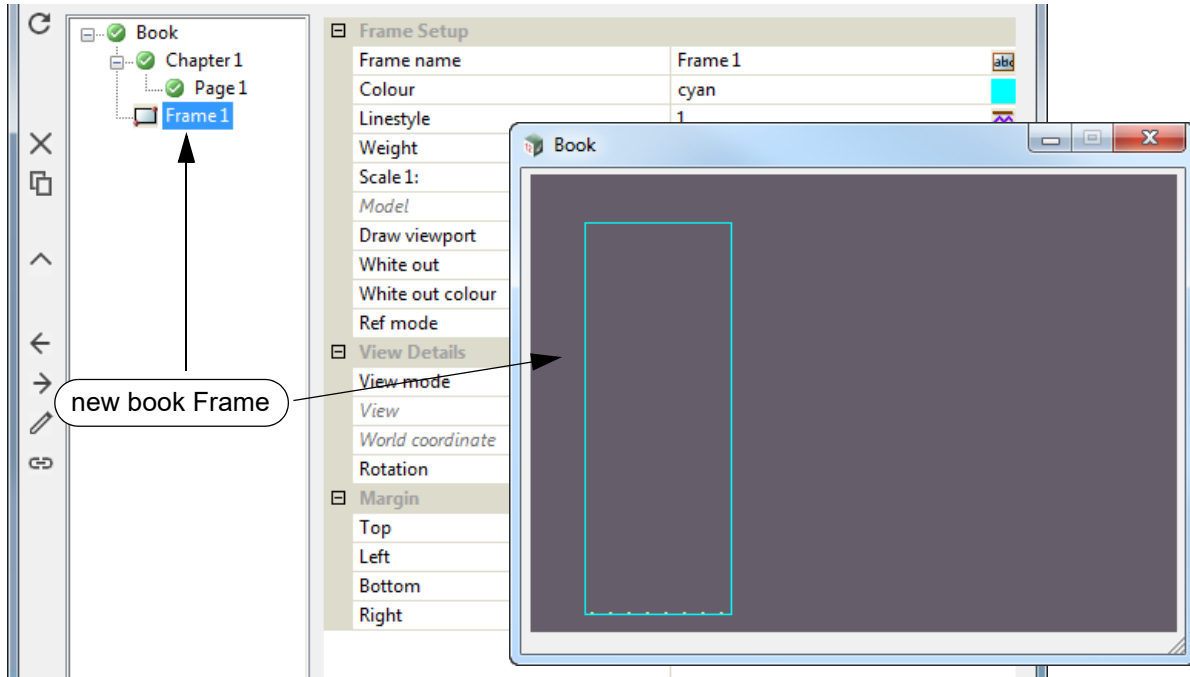 Book
Chapter 1
Page 1
Frame 1
new book Frame
Frame Setup
Frame name Frame 1 abc
Colour cyan
Linestyle 1
Weight
Scale 1:
Model
Draw viewport
White out
White out colour
Ref mode
View Details
View mode
View
World coordinate
Rotation
Margin
Top
Left
Bottom
Right
Book